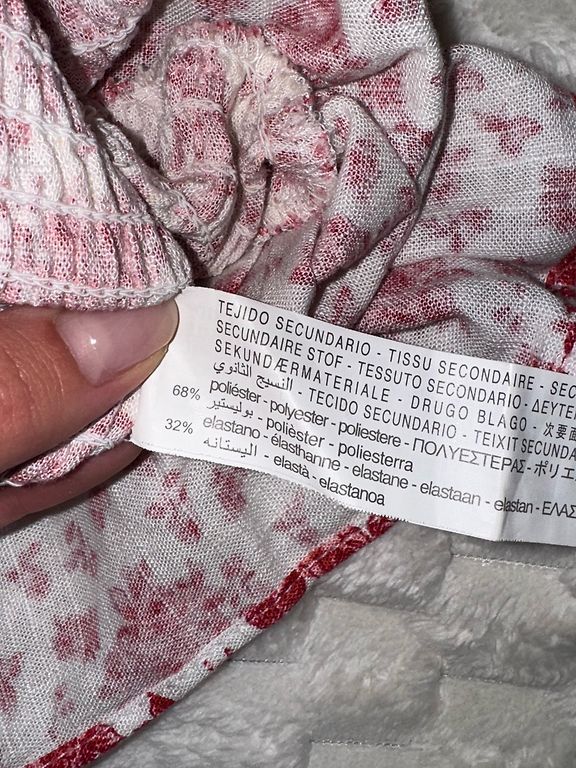 TEJIDO SECUNDARIO - TISSU SECONDAIRE - SEC
SECUNDAIRE STOF - TESSUTO SECONDARIO - ΔΕΥΤΕ
SEKUNDÆRMATERIALE - DRUGO BLAGO - 次要面
النسيج الثانوي - TECIDO SECUNDARIO - TEIXIT SECUNDA
68% poliéster - polyester - poliestere - ΠΟΛΥΕΣΤΕΡΑΣ - ポリエ
بوليستير - polièster - poliesterra
32% elastano - élasthanne - elastane - elastaan - elastan - ΕΛΑΣ
اليستانه - elastà - elastanoa